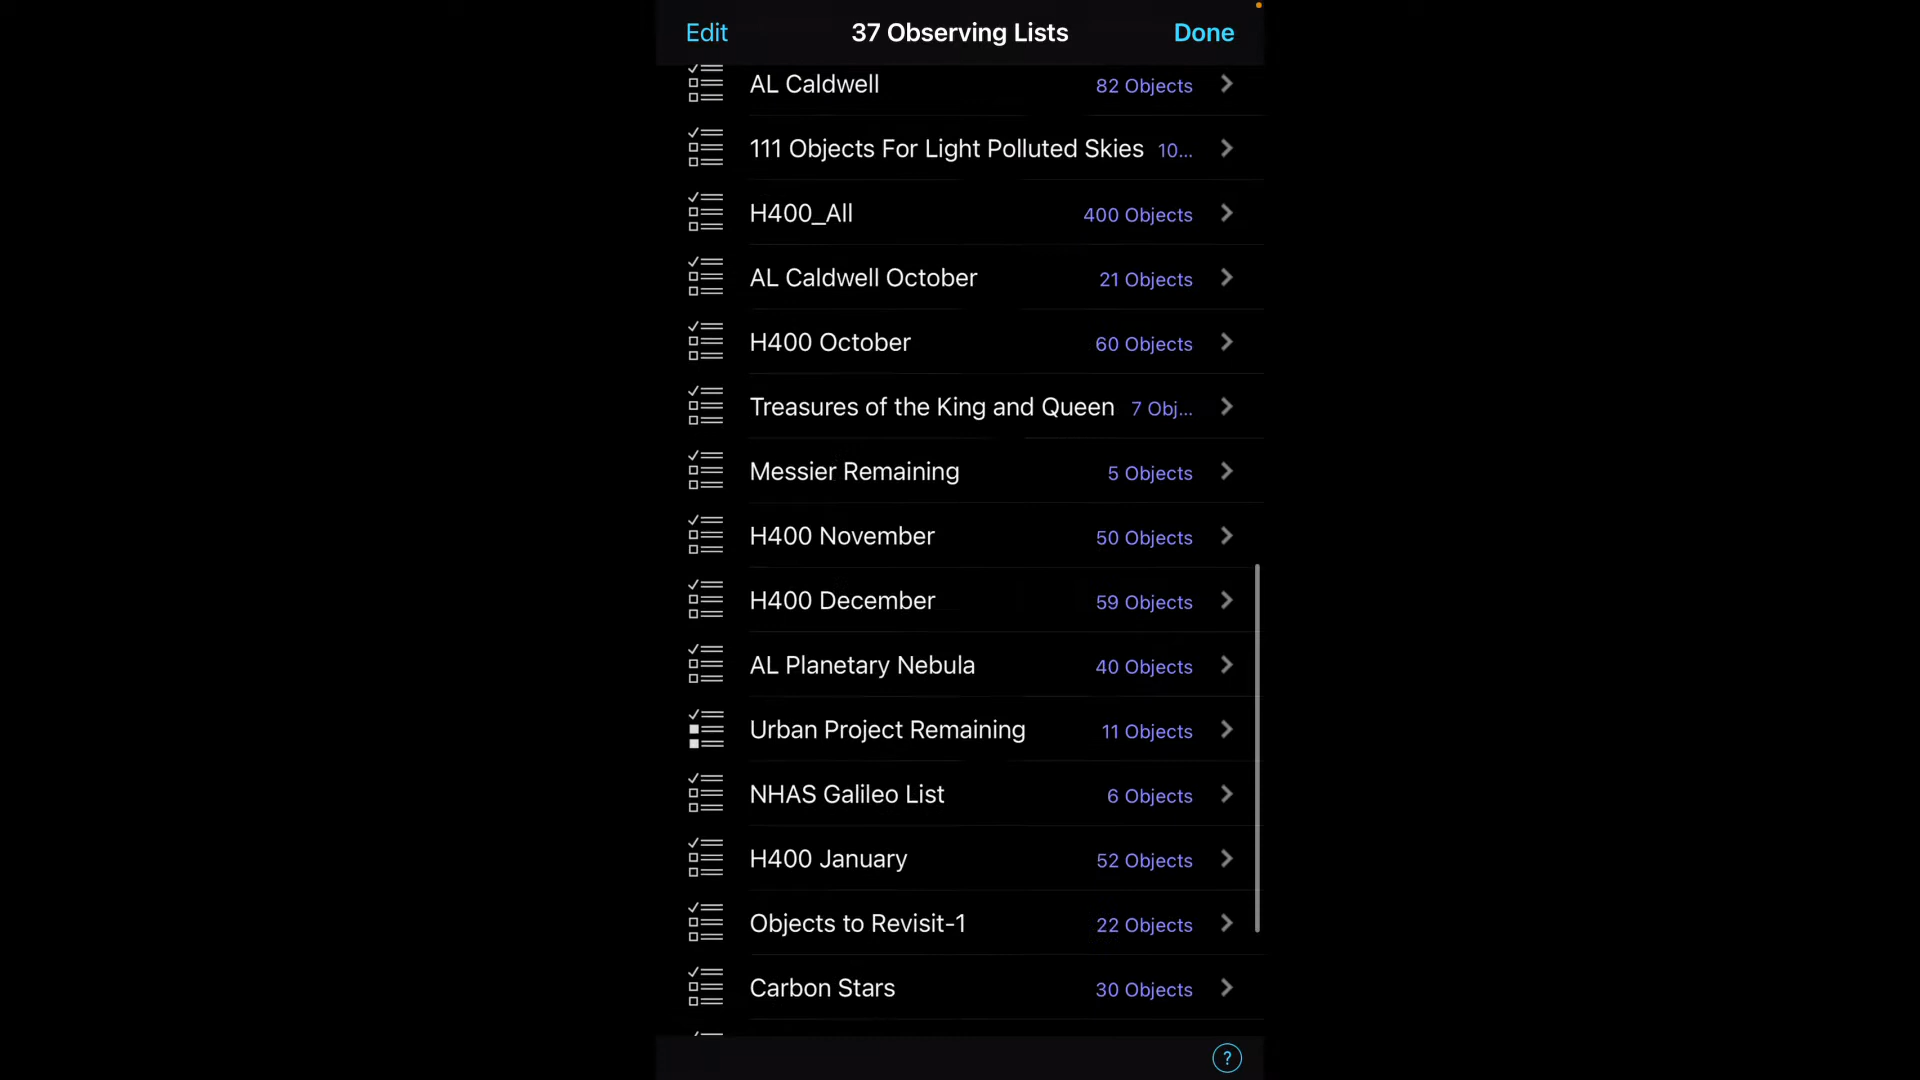 Edit 37 Observing Lists Done
AL Caldwell 82 Objects
111 Objects For Light Polluted Skies 10...
H400_All 400 Objects
AL Caldwell October 21 Objects
H400 October 60 Objects
Treasures of the King and Queen 7 Obj...
Messier Remaining 5 Objects
H400 November 50 Objects
H400 December 59 Objects
AL Planetary Nebula 40 Objects
Urban Project Remaining 11 Objects
NHAS Galileo List 6 Objects
H400 January 52 Objects
Objects to Revisit-1 22 Objects
Carbon Stars 30 Objects
?